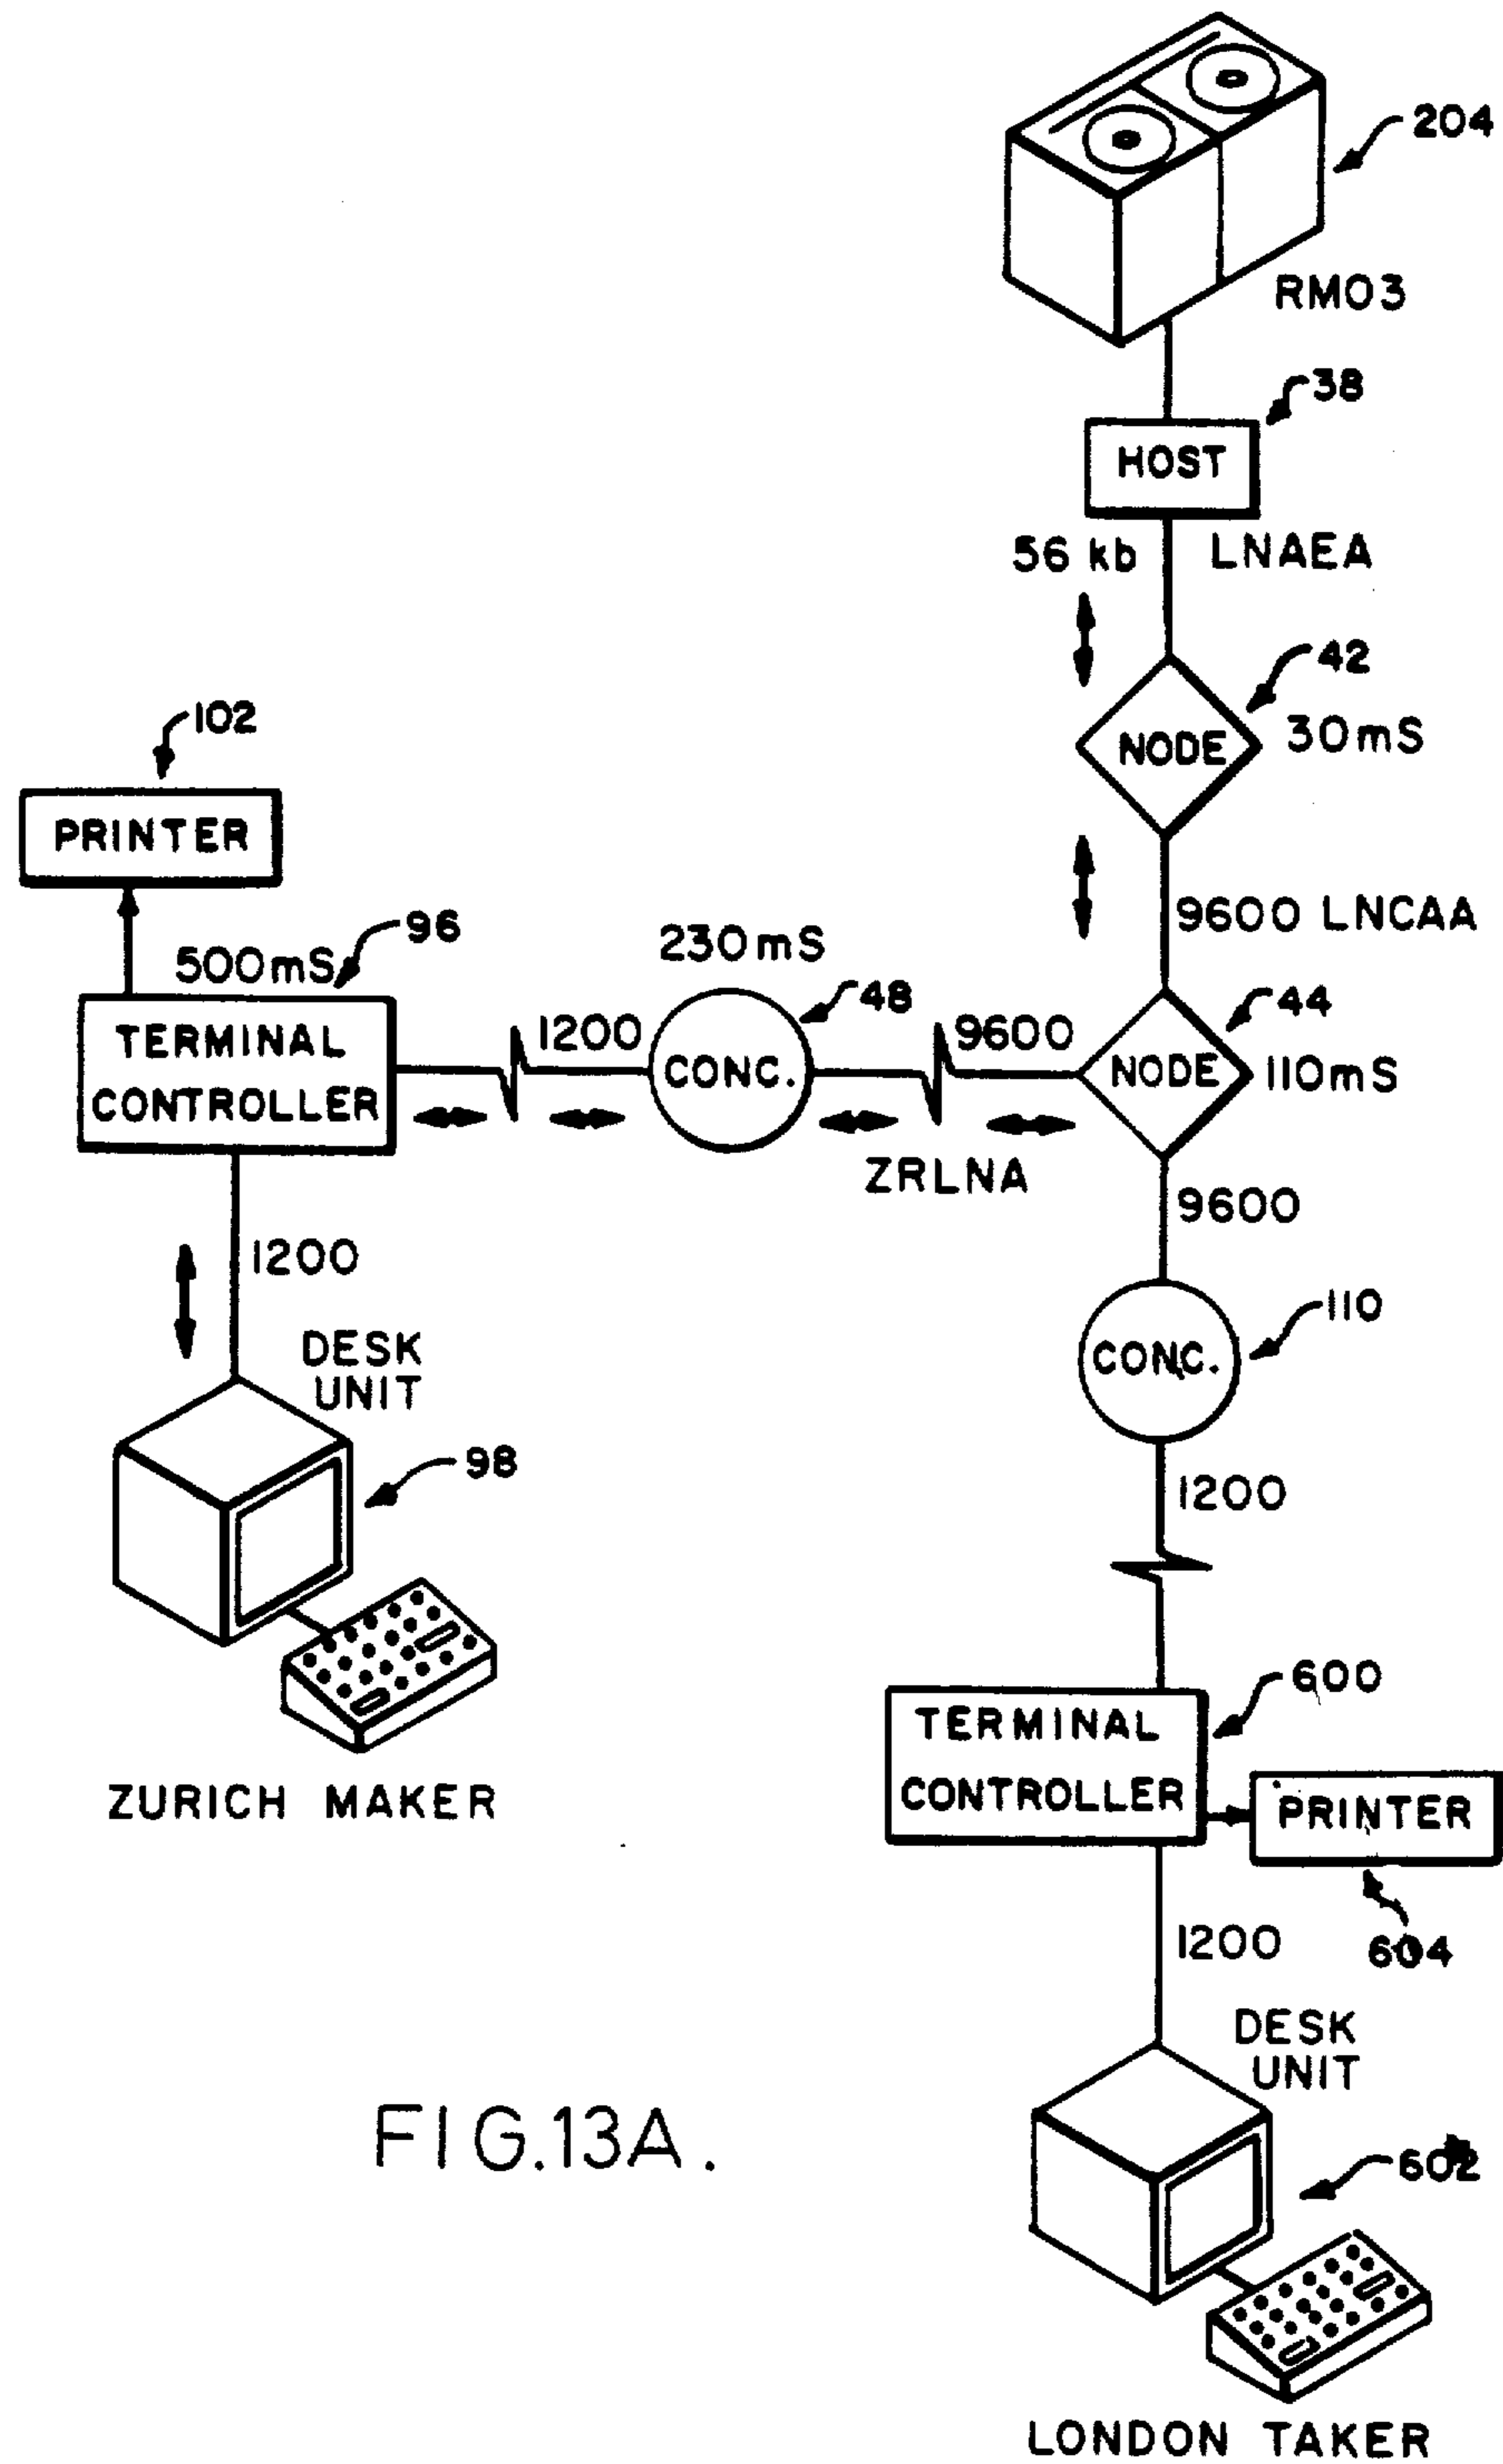 204
RM03
38
HOST
56 kb
LNAEA
42
NODE
30mS
102
PRINTER
9600 LNCAA
96
500mS
230mS
48
44
TERMINAL
CONTROLLER
1200
CONC.
9600
NODE
110mS
ZRLNA
9600
1200
110
CONC.
DESK
UNIT
98
1200
ZURICH MAKER
600
TERMINAL
CONTROLLER
PRINTER
604
1200
DESK
UNIT
602
FIG.13A.
LONDON TAKER